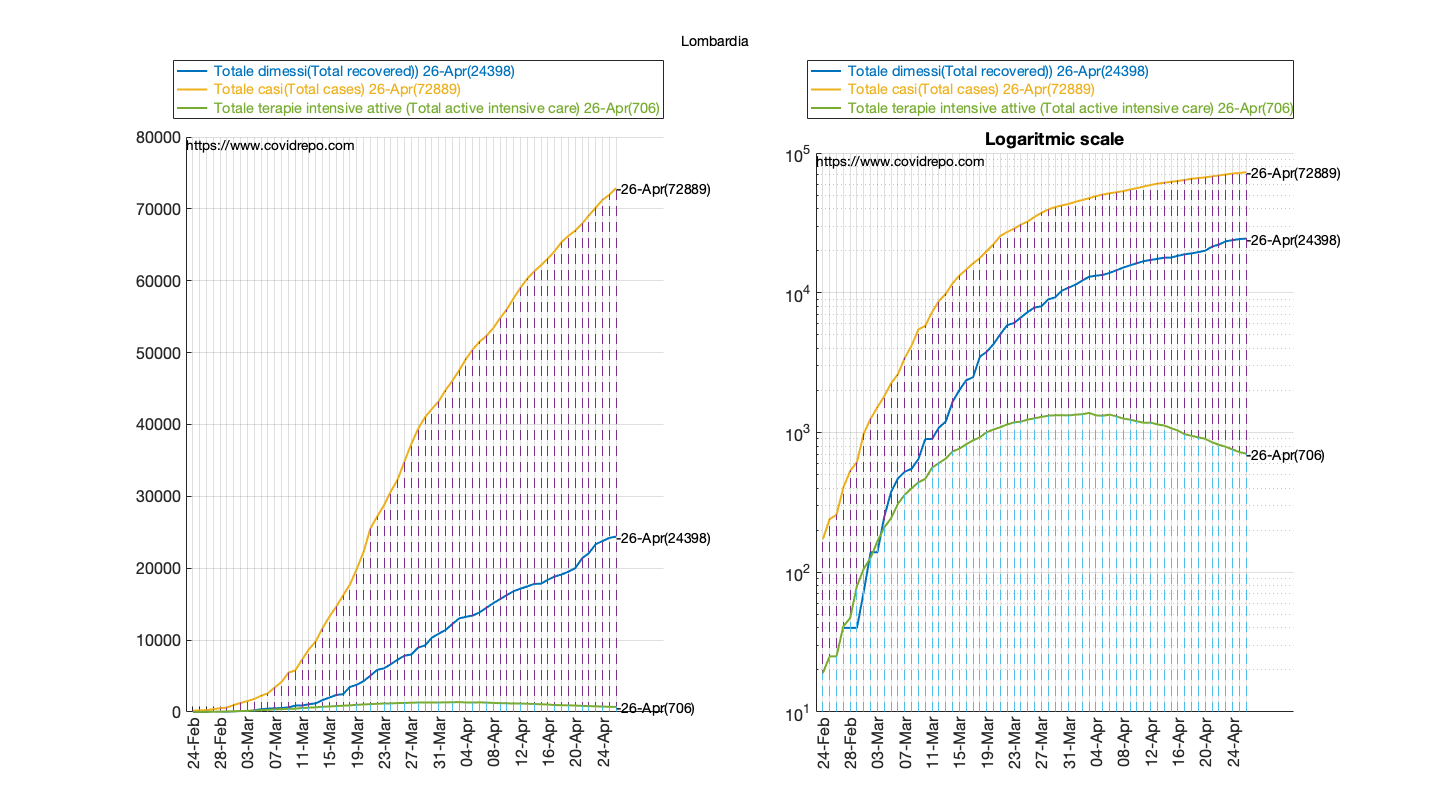 Lombardia
Totale dimessi(Total recovered)) 26-Apr(24398)
Totale casi(Total cases) 26-Apr(72889)
Totale terapie intensive attive (Total active intensive care) 26-Apr(706)
80000
70000
60000
50000
40000
30000
20000
10000
0
https://www.covidrepo.com
-26-Apr(72889)
-26-Apr(24398)
-26-Apr(706)
24-Feb
28-Feb
03-Mar
07-Mar
11-Mar
15-Mar
19-Mar
23-Mar
27-Mar
31-Mar
04-Apr
08-Apr
12-Apr
16-Apr
20-Apr
24-Apr
Totale dimessi(Total recovered)) 26-Apr(24398)
Totale casi(Total cases) 26-Apr(72889)
Totale terapie intensive attive (Total active intensive care) 26-Apr(706)
Logaritmic scale
10^5
10^4
10^3
10^2
10^1
https://www.covidrepo.com
-26-Apr(72889)
-26-Apr(24398)
-26-Apr(706)
24-Feb
28-Feb
03-Mar
07-Mar
11-Mar
15-Mar
19-Mar
23-Mar
27-Mar
31-Mar
04-Apr
08-Apr
12-Apr
16-Apr
20-Apr
24-Apr